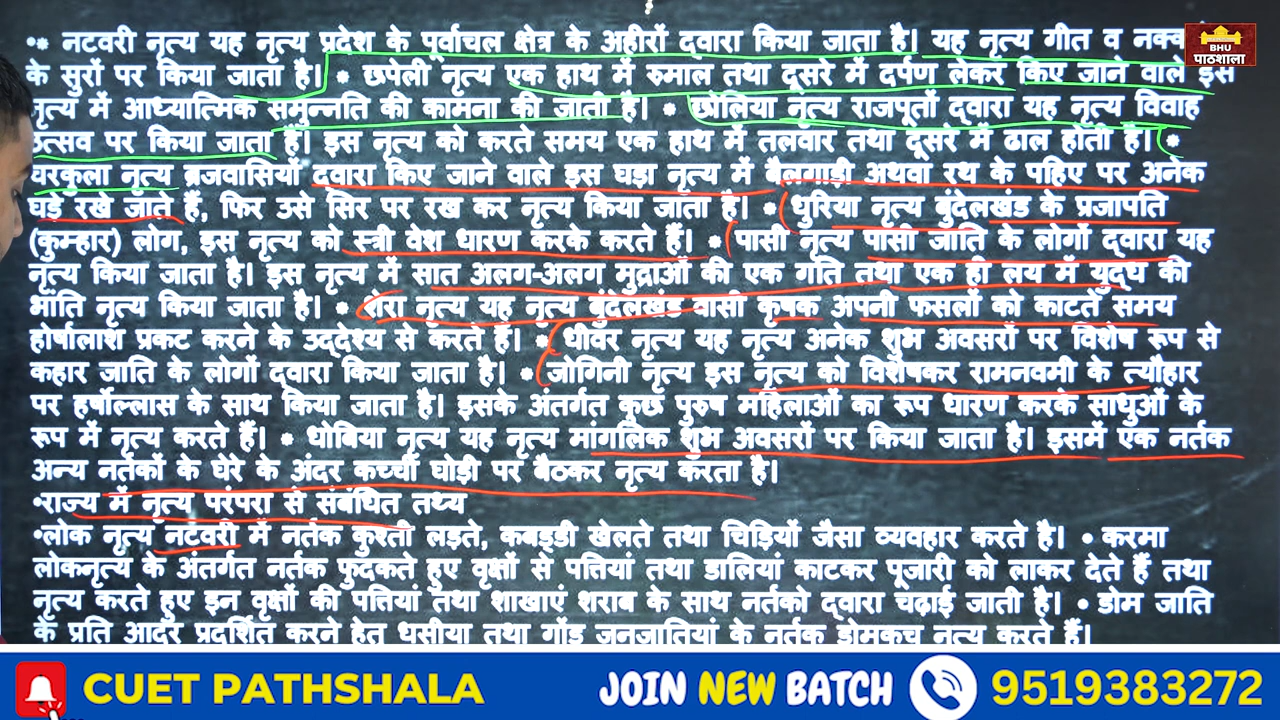 •* नटवरी नृत्य यह नृत्य प्रदेश के पूर्वाचल क्षेत्र के अहीरों द्वारा किया जाता है। यह नृत्य गीत व
के सुरों पर किया जाता है। * छपेली नृत्य एक हाथ में रुमाल तथा दूसरे में दर्पण लेकर किए जाने वाले इस
नृत्य में आध्यात्मिक समुन्नति की कामना की जाती है। * छोलिया नृत्य राजपूतों द्वारा यह नृत्य विवाह
उत्सव पर किया जाता है। इस नृत्य को करते समय एक हाथ में तलवार तथा दूसरे में ढाल होती है। *
घरकुला नृत्य ब्रजवासियों द्वारा किए जाने वाले इस घड़ा नृत्य में बैलगाड़ी अथवा रथ के पहिए पर अनेक
घड़े रखे जाते हैं, फिर उसे सिर पर रख कर नृत्य किया जाता है। * धुरिया नृत्य बुंदेलखंड के प्रजापति
(कुम्हार) लोग, इस नृत्य को स्त्री वेश धारण करके करते हैं। * पासी नृत्य पासी जाति के लोगों द्वारा यह
नृत्य किया जाता है। इस नृत्य में सात अलग-अलग मुद्राओं की एक गति तथा एक ही लय में युद्ध की
भांति नृत्य किया जाता है। * शेरा नृत्य यह नृत्य बुंदेलखंड वासी कृषक अपनी फसलों को काटते समय
होर्षालाश प्रकट करने के उद्देश्य से करते हैं। * धीवर नृत्य यह नृत्य अनेक शुभ अवसरों पर विशेष रूप से
कहार जाति के लोगों द्वारा किया जाता है। * जोगिनी नृत्य इस नृत्य को विशेषकर रामनवमी के त्यौहार
पर हर्षोल्लास के साथ किया जाता है। इसके अंतर्गत कुछ पुरुष महिलाओं का रूप धारण करके साधुओं के
रूप में नृत्य करते हैं। * धोबिया नृत्य यह नृत्य मांगलिक शुभ अवसरों पर किया जाता है। इसमें एक नर्तक
अन्य नर्तकों के घेरे के अंदर कच्ची घोड़ी पर बैठकर नृत्य करता है।
•राज्य में नृत्य परंपरा से संबंधित तथ्य
•लोक नृत्य नटवरी में नर्तक कुश्ती लड़ते, कबड्डी खेलते तथा चिड़ियों जैसा व्यवहार करते है। • करमा
लोकनृत्य के अंतर्गत नर्तक फुदकते हुए वृक्षों से पत्तियां तथा डालियां काटकर पूजारी को लाकर देते हैं तथा
नृत्य करते हुए इन वृक्षों की पत्तियां तथा शाखाएं शराब के साथ नर्तको द्वारा चढ़ाई जाती है। • डोम जाति
के प्रति आदर प्रदर्शित करने हेतु धसीया तथा गोंड जनजातियां के नर्तक डोमकच नृत्य करते हैं।
BHU
पाठशाला
CUET PATHSHALA JOIN NEW BATCH 9519383272